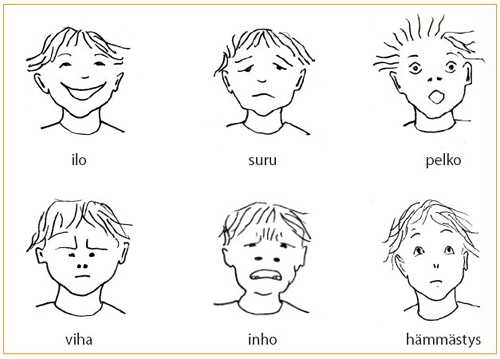 ilo
suru
pelko
viha
inho
hämmästys